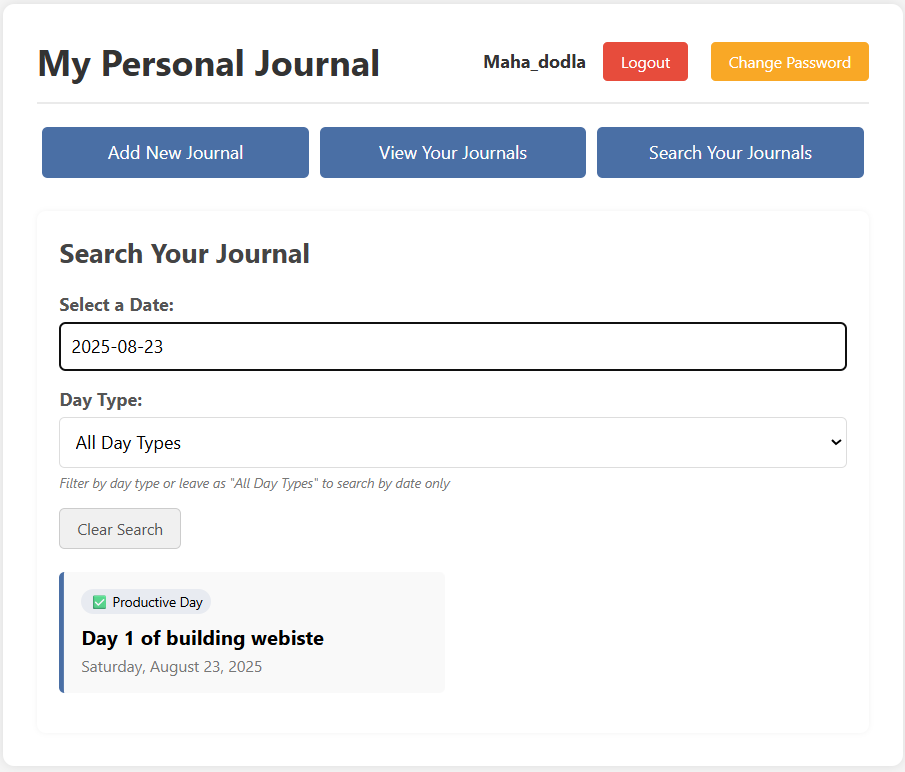 My Personal Journal
Maha_dodla
Logout
Change Password
Add New Journal
View Your Journals
Search Your Journals
Search Your Journal
Select a Date:
2025-08-23
Day Type:
All Day Types
Filter by day type or leave as "All Day Types" to search by date only
Clear Search
✅ Productive Day
Day 1 of building webiste
Saturday, August 23, 2025